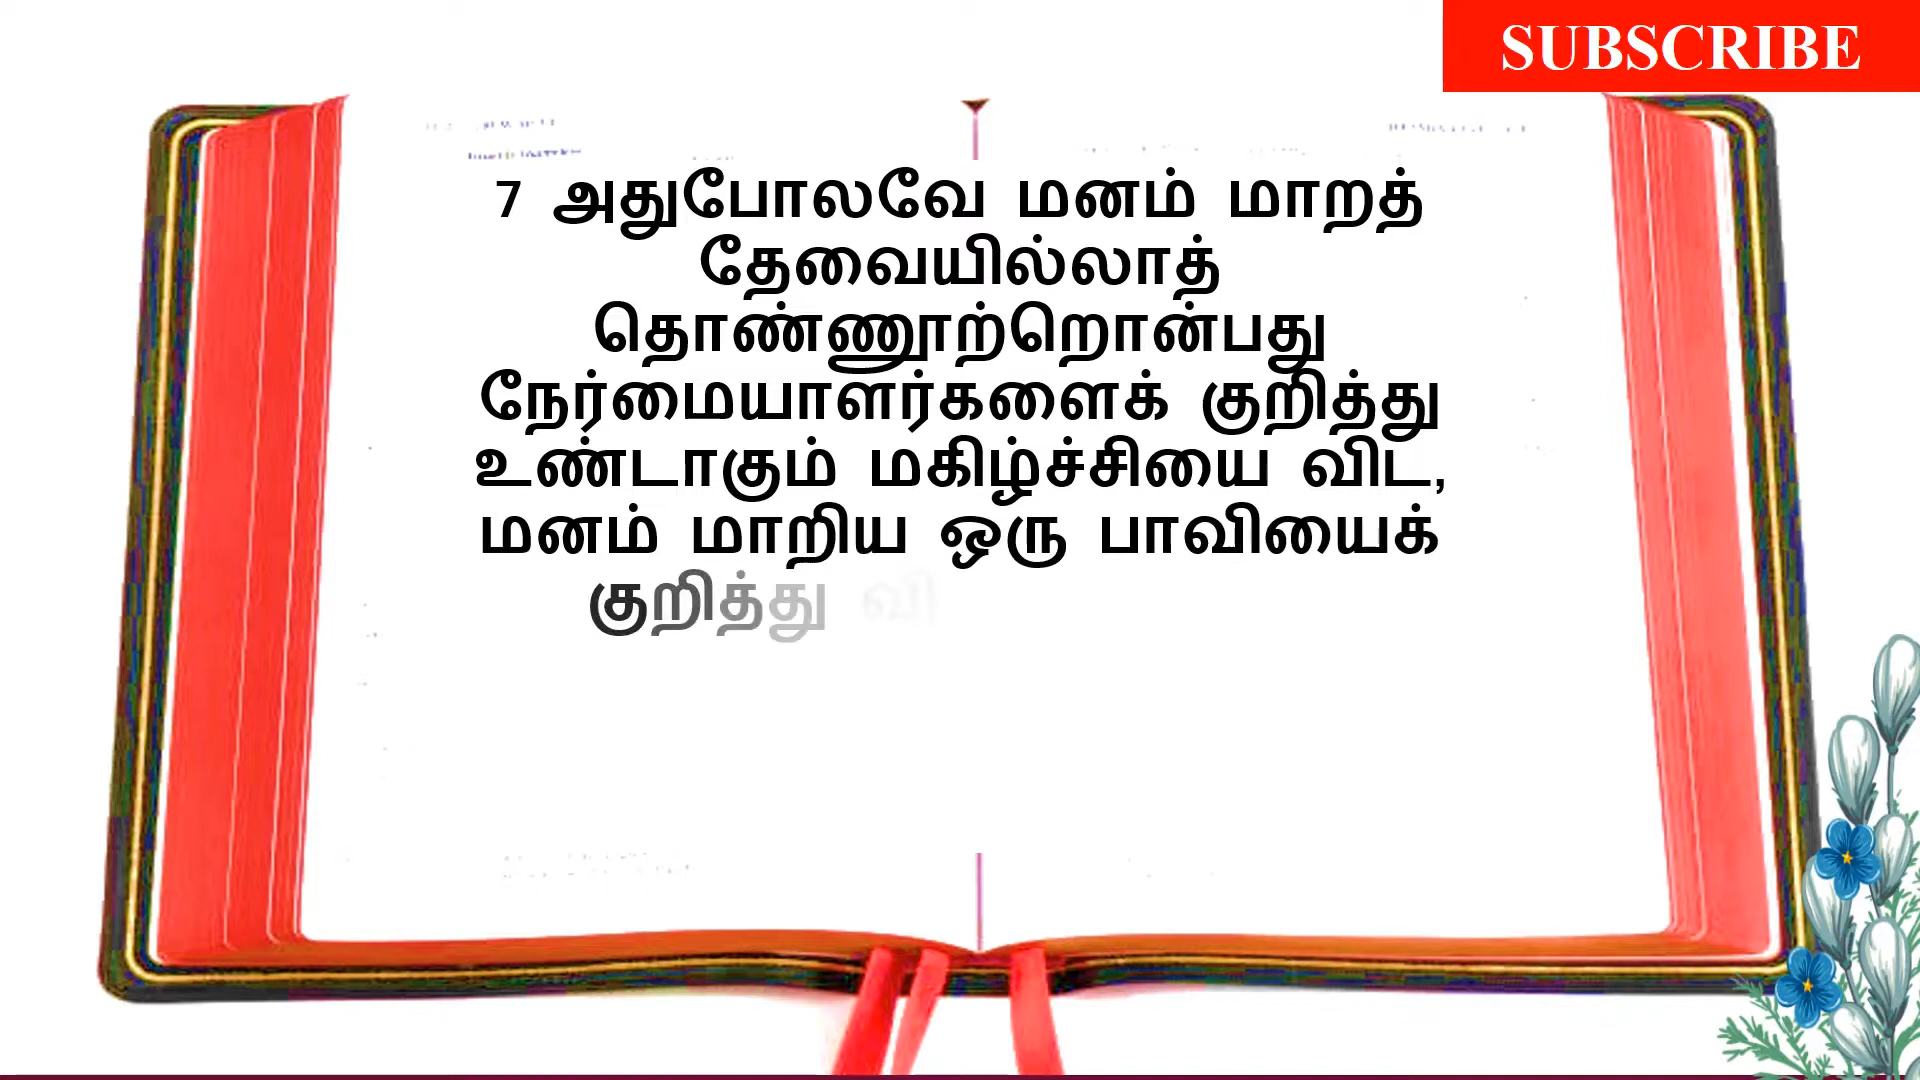 SUBSCRIBE
7 அதுபோலவே மனம் மாறத்
தேவையில்லாத்
தொண்ணூற்றொன்பது
நேர்மையாளர்களைக் குறித்து
உண்டாகும் மகிழ்ச்சியை விட,
மனம் மாறிய ஒரு பாவியைக்
குறித்து வி